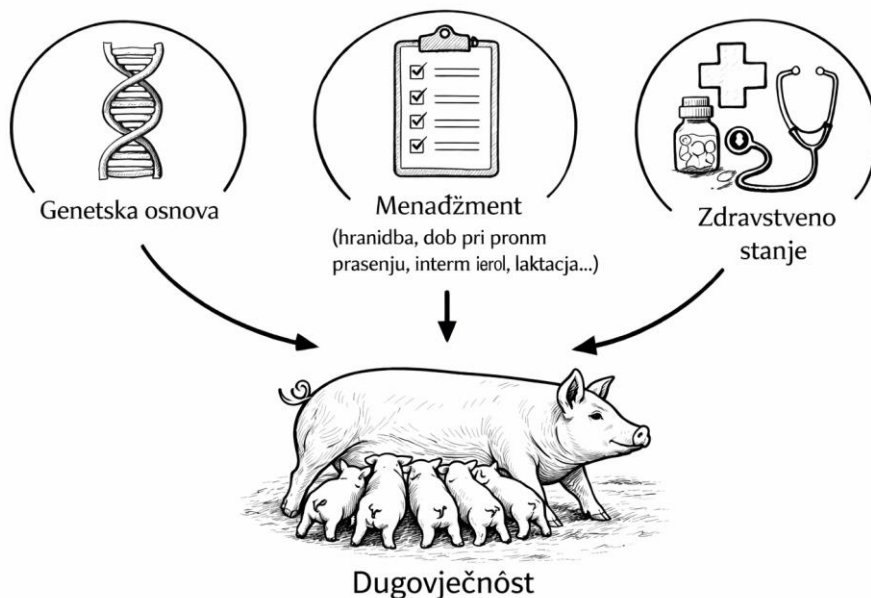 Genetska osnova
Menadžment
(hranidba, dob pri pronm
prasenju, interm ierol, laktacja...)
Zdravstveno
stanje
Dugovječnôst